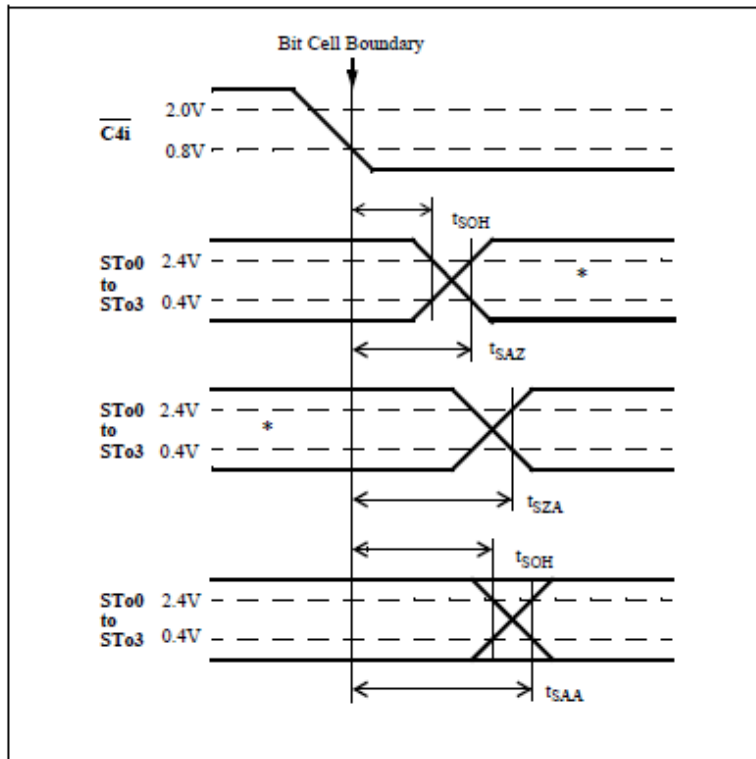 Bit Cell Boundary
C4i
2.0V
0.8V
tSOH
STo0
to
STo3
2.4V
0.4V
*
tSAZ
STo0
to
STo3
2.4V
0.4V
*
tSZA
tSOH
STo0
to
STo3
2.4V
0.4V
tSAA